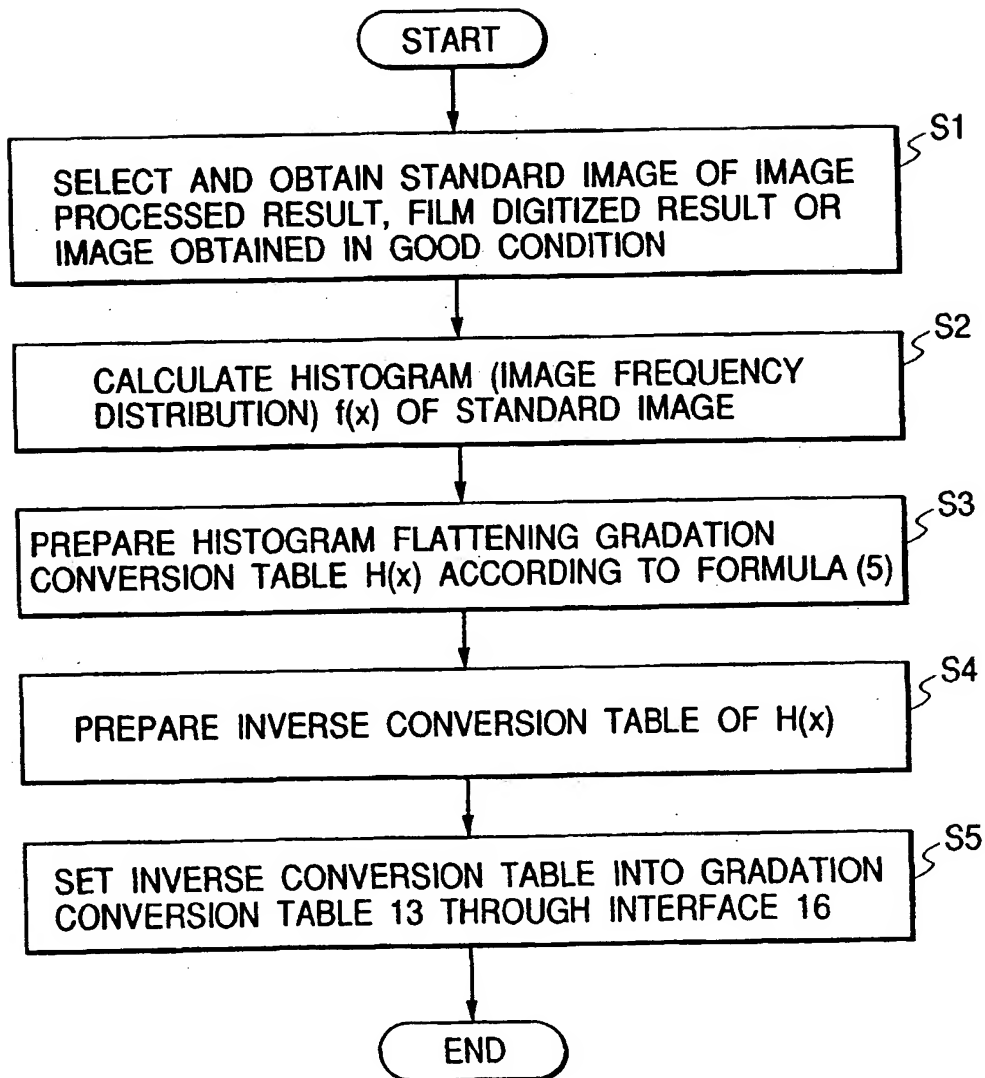 START
S1
SELECT AND OBTAIN STANDARD IMAGE OF IMAGE
PROCESSED RESULT, FILM DIGITIZED RESULT OR
IMAGE OBTAINED IN GOOD CONDITION
S2
CALCULATE HISTOGRAM (IMAGE FREQUENCY
DISTRIBUTION) f(x) OF STANDARD IMAGE
S3
PREPARE HISTOGRAM FLATTENING GRADATION
CONVERSION TABLE H(x) ACCORDING TO FORMULA (5)
S4
PREPARE INVERSE CONVERSION TABLE OF H(x)
S5
SET INVERSE CONVERSION TABLE INTO GRADATION
CONVERSION TABLE 13 THROUGH INTERFACE 16
END